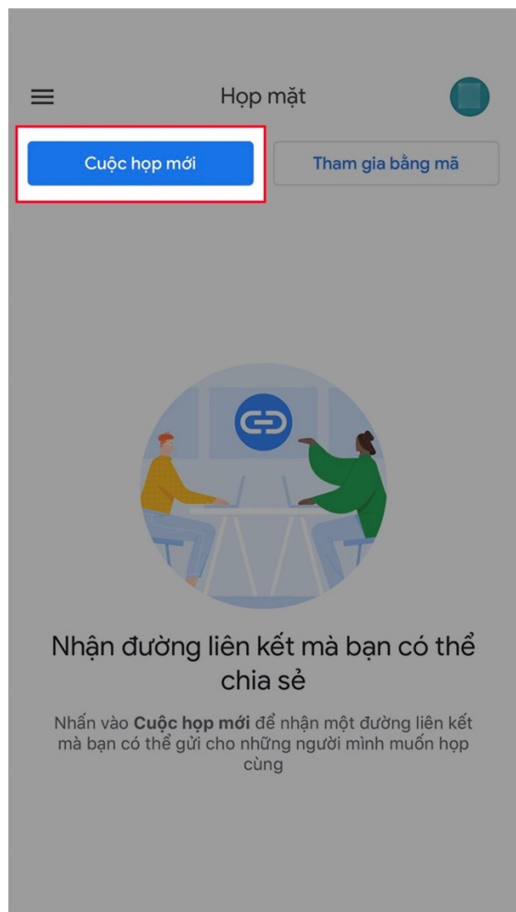 Họp mặt
Cuộc họp mới
Tham gia bằng mã
Nhận đường liên kết mà bạn có thể
chia sẻ
Nhấn vào Cuộc họp mới để nhận một đường liên kết
mà bạn có thể gửi cho những người mình muốn họp
cùng